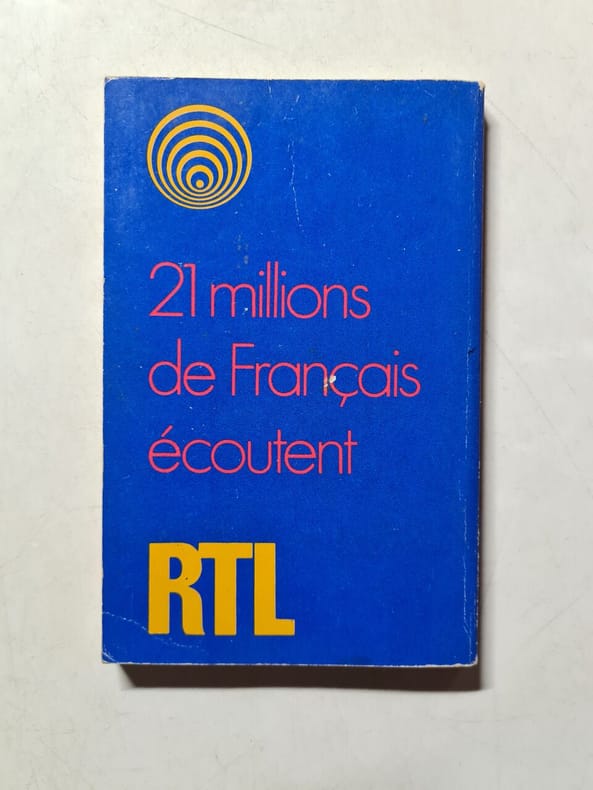 21 millions
de Français
écoutent
RTL